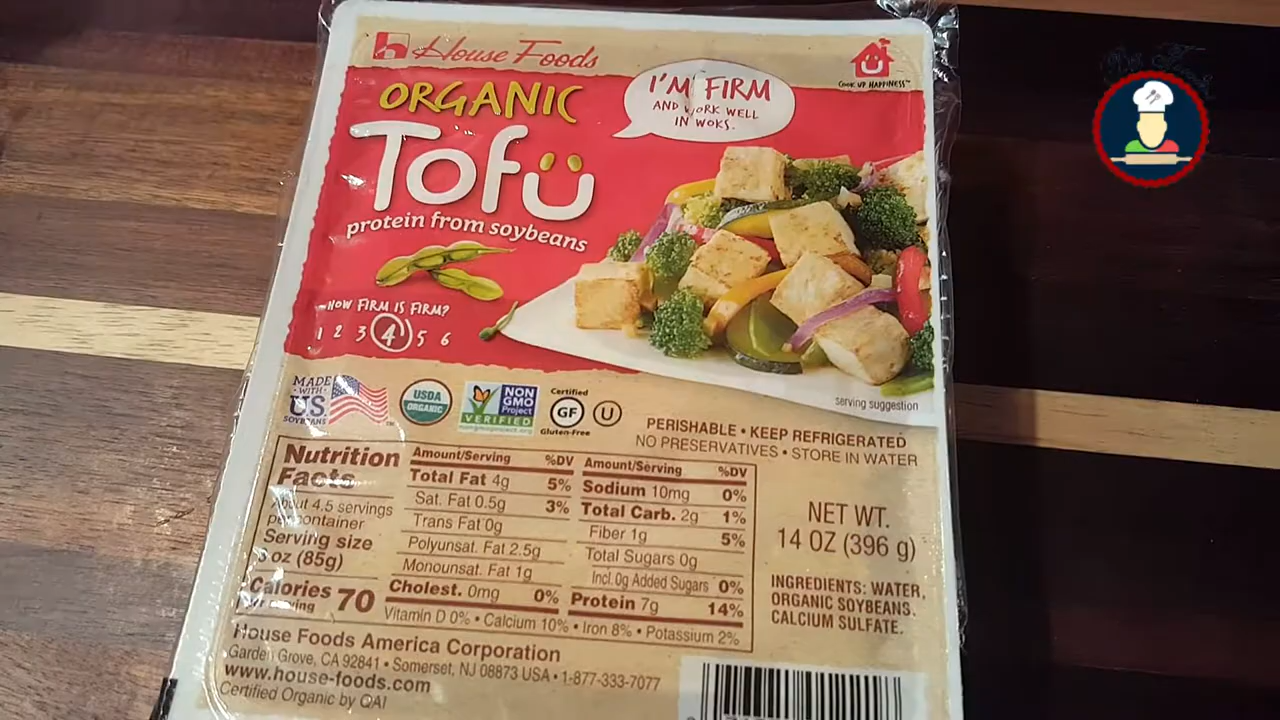 House Foods
ORGANIC
Tofu
protein from soybeans
I'M FIRM
AND WORK WELL
IN WOKS.
COOK UP HAPPINESS™
HOW FIRM IS FIRM?
1 2 3 4 5 6
serving suggestion
MADE
WITH
U.S.
SOYBEANS
USDA
ORGANIC
NON
GMO
Project
VERIFIED
nongmoproject.org
Certified
GF
Gluten-Free
U
PERISHABLE • KEEP REFRIGERATED
NO PRESERVATIVES • STORE IN WATER
Nutrition
Facts
About 4.5 servings
per container
Serving size
3 oz (85g)
Calories
per serving
70
Amount/Serving %DV
Total Fat 4g 5%
Sat. Fat 0.5g 3%
Trans Fat 0g
Polyunsat. Fat 2.5g
Monounsat. Fat 1g
Cholest. 0mg 0%
Amount/Serving %DV
Sodium 10mg 0%
Total Carb. 2g 1%
Fiber 1g 5%
Total Sugars 0g
Incl. 0g Added Sugars 0%
Protein 7g 14%
Vitamin D 0% • Calcium 10% • Iron 8% • Potassium 2%
NET WT.
14 OZ (396 g)
INGREDIENTS: WATER,
ORGANIC SOYBEANS,
CALCIUM SULFATE.
House Foods America Corporation
Garden Grove, CA 92841 • Somerset, NJ 08873 USA • 1-877-333-7077
www.house-foods.com
Certified Organic by QAI